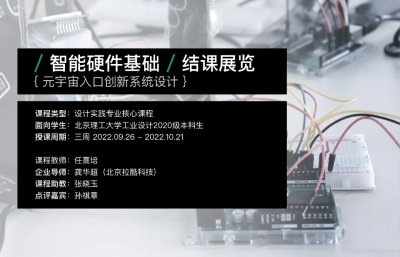 / 智能硬件基础 / 结课展览
{ 元宇宙入口创新系统设计 }
课程类型：设计实践专业核心课程
面向学生：北京理工大学工业设计2020级本科生
授课周期：三周 2022.09.26 - 2022.10.21
课程教师：任熹培
企业导师：龚华超（北京拉酷科技）
课程助教：张晓玉
点评嘉宾：孙祺章